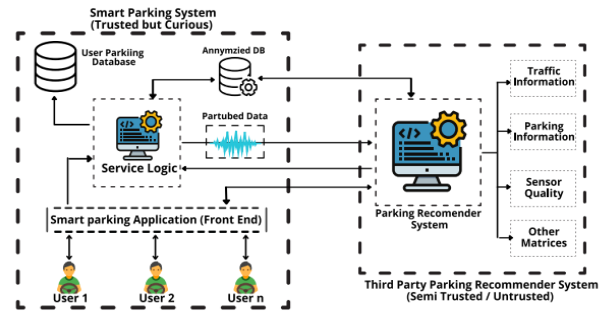 Smart Parking System
(Trusted but Curious)
User Parkiing
Database
Annymzied DB
Partubed Data
</>
Service Logic
Smart parking Application (Front End)
User 1
User 2
User n
</>
Parking Recomender
System
Traffic
Information
Parking
Information
Sensor
Quality
Other
Matrices
Third Party Parking Recommender System
(Semi Trusted / Untrusted)